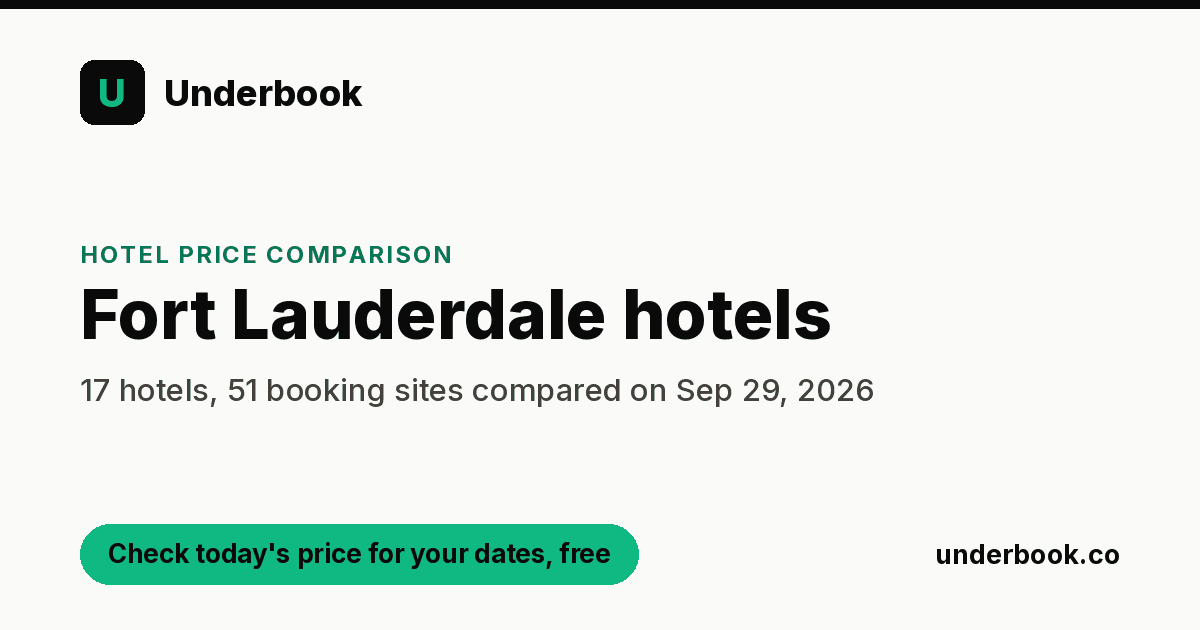 U Underbook
HOTEL PRICE COMPARISON
Fort Lauderdale hotels
17 hotels, 51 booking sites compared on Sep 29, 2026
Check today's price for your dates, free
underbook.co